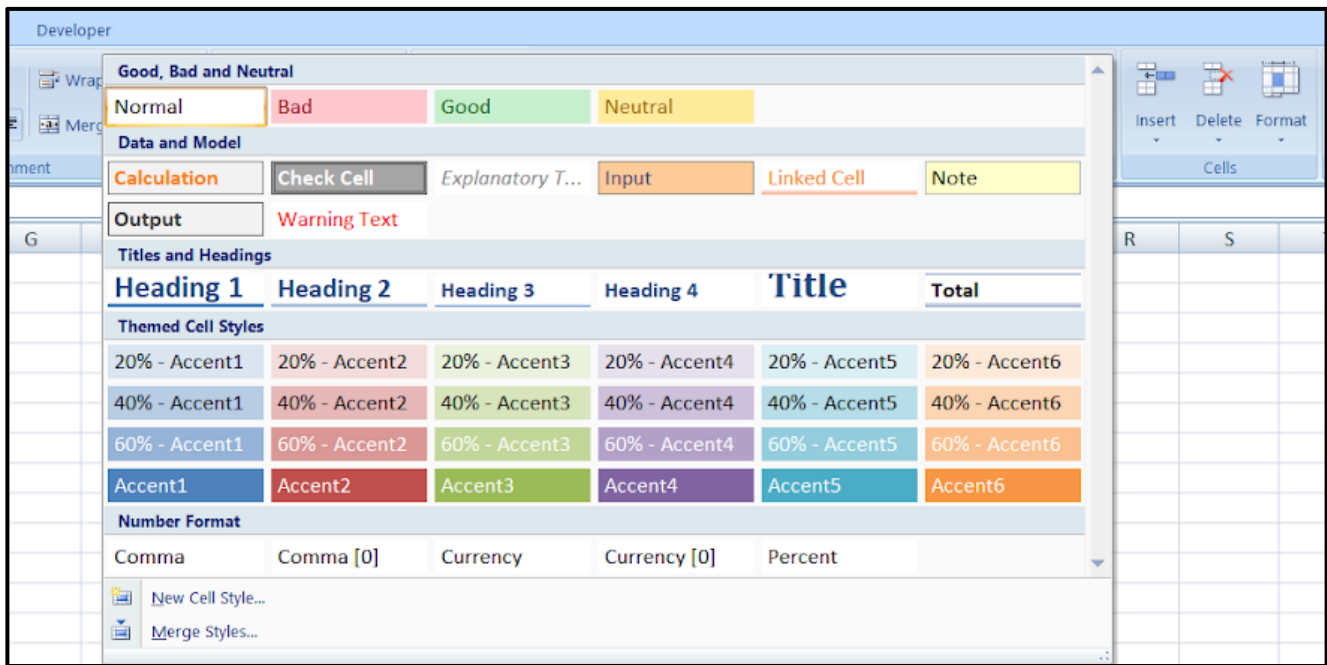 Developer
Wrap
Merg
nment
Good, Bad and Neutral
Normal Bad Good Neutral
Data and Model
Calculation Check Cell Explanatory T... Input Linked Cell Note
Output Warning Text
Titles and Headings
Heading 1 Heading 2 Heading 3 Heading 4 Title Total
Themed Cell Styles
20% - Accent1 20% - Accent2 20% - Accent3 20% - Accent4 20% - Accent5 20% - Accent6
40% - Accent1 40% - Accent2 40% - Accent3 40% - Accent4 40% - Accent5 40% - Accent6
60% - Accent1 60% - Accent2 60% - Accent3 60% - Accent4 60% - Accent5 60% - Accent6
Accent1 Accent2 Accent3 Accent4 Accent5 Accent6
Number Format
Comma Comma [0] Currency Currency [0] Percent
New Cell Style...
Merge Styles...
Insert Delete Format
Cells
G R S